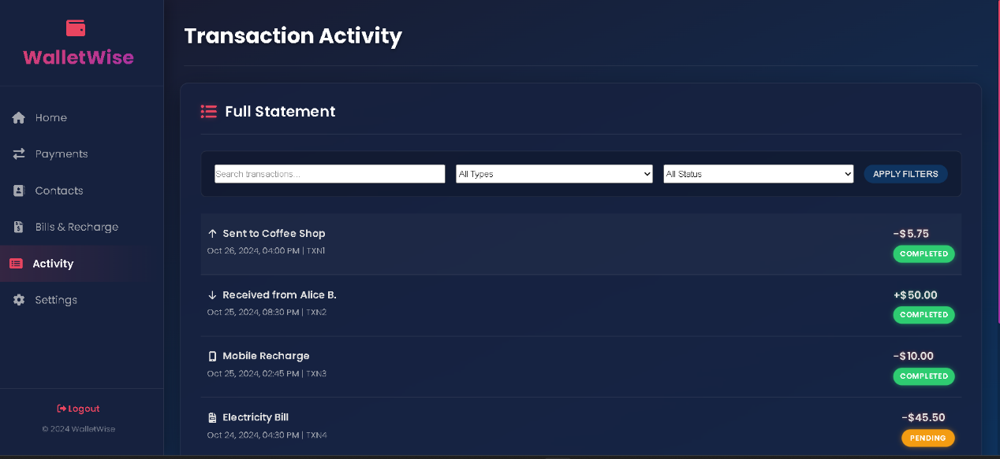 WalletWise
Home
Payments
Contacts
Bills & Recharge
Activity
Settings
Logout
© 2024 WalletWise
Transaction Activity
Full Statement
Search transactions...
All Types
All Status
APPLY FILTERS
Sent to Coffee Shop
-$5.75
Oct 26, 2024, 04:00 PM | TXN1
COMPLETED
Received from Alice B.
+$50.00
Oct 25, 2024, 08:30 PM | TXN2
COMPLETED
Mobile Recharge
-$10.00
Oct 25, 2024, 02:45 PM | TXN3
COMPLETED
Electricity Bill
-$45.50
Oct 24, 2024, 04:30 PM | TXN4
PENDING